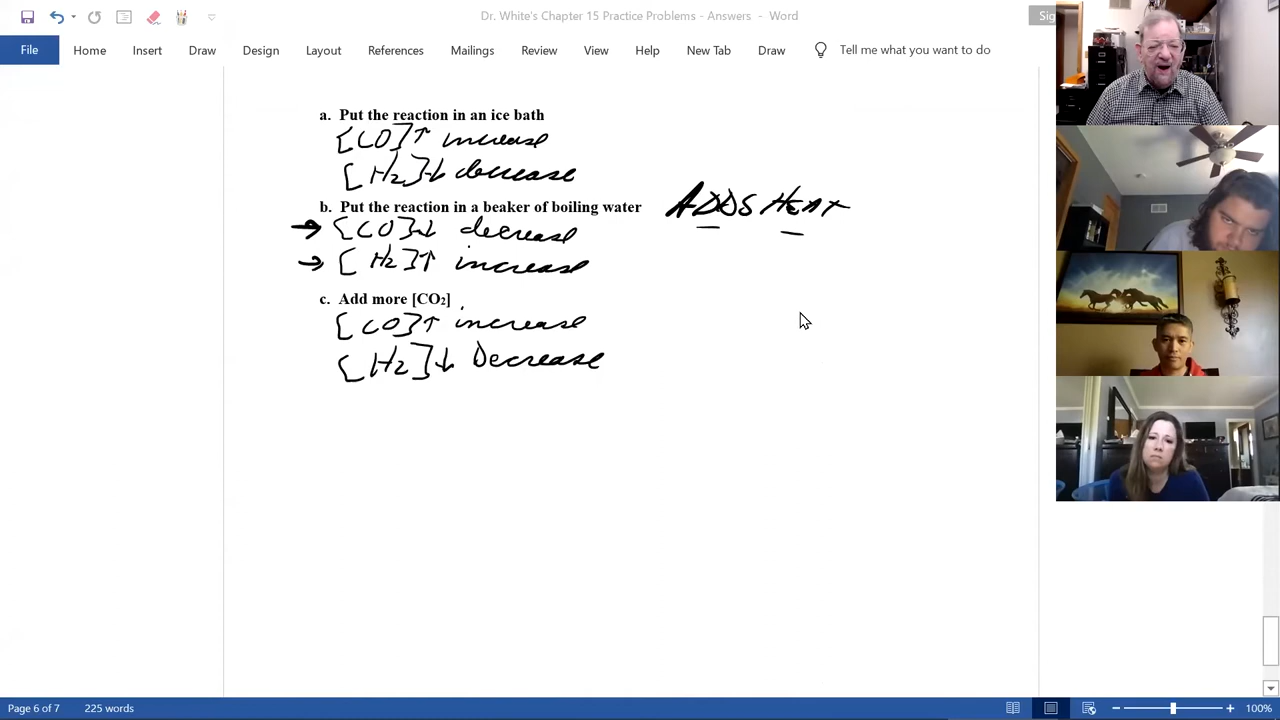 Dr. White's Chapter 15 Practice Problems - Answers - Word
Sig
File Home Insert Draw Design Layout References Mailings Review View Help New Tab Draw Tell me what you want to do
a. Put the reaction in an ice bath
[CO]↑ increase
[H2]↓ decrease
b. Put the reaction in a beaker of boiling water ADDS HEAT
→ [CO]↓ decrease
→ [H2]↑ increase
c. Add more [CO₂]
[CO]↑ increase
[H2]↓ Decrease
Page 6 of 7 225 words 100%